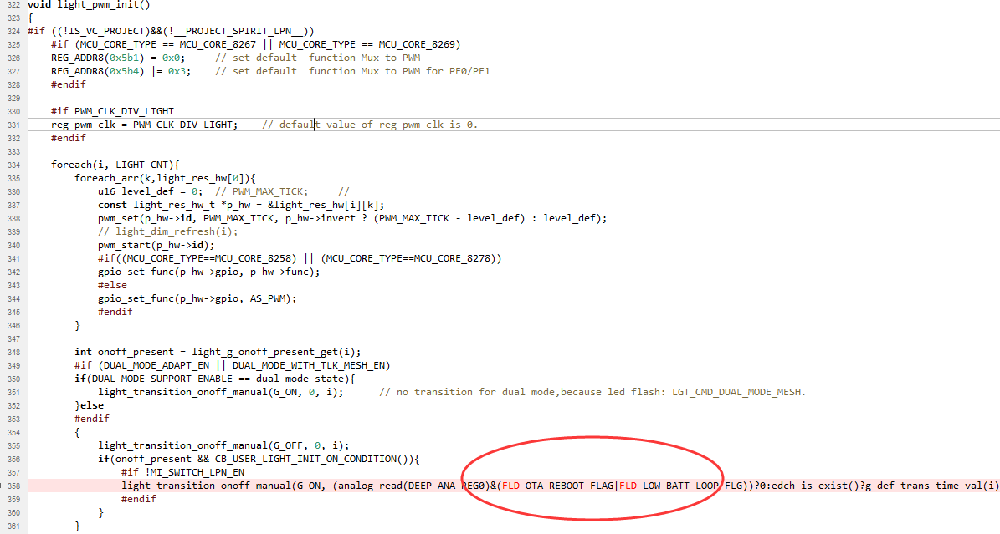 322 void light_pwm_init()
323 {
324 #if ((!IS_VC_PROJECT)&&(!__PROJECT_SPIRIT_LPN__))
325     #if (MCU_CORE_TYPE == MCU_CORE_8267 || MCU_CORE_TYPE == MCU_CORE_8269)
326     REG_ADDR8(0x5b1) = 0x0;     // set default  function Mux to PWM
327     REG_ADDR8(0x5b4) |= 0x3;    // set default  function Mux to PWM for PE0/PE1
328     #endif
329
330     #if PWM_CLK_DIV_LIGHT
331     reg_pwm_clk = PWM_CLK_DIV_LIGHT;    // default value of reg_pwm_clk is 0.
332     #endif
333
334     foreach(i, LIGHT_CNT){
335         foreach_arr(k,light_res_hw[0]){
336             u16 level_def = 0;  // PWM_MAX_TICK;     //
337             const light_res_hw_t *p_hw = &light_res_hw[i][k];
338             pwm_set(p_hw->id, PWM_MAX_TICK, p_hw->invert ? (PWM_MAX_TICK - level_def) : level_def);
339             // light_dim_refresh(i);
340             pwm_start(p_hw->id);
341             #if((MCU_CORE_TYPE==MCU_CORE_8258) || (MCU_CORE_TYPE==MCU_CORE_8278))
342             gpio_set_func(p_hw->gpio, p_hw->func);
343             #else
344             gpio_set_func(p_hw->gpio, AS_PWM);
345             #endif
346         }
347
348         int onoff_present = light_g_onoff_present_get(i);
349         #if (DUAL_MODE_ADAPT_EN || DUAL_MODE_WITH_TLK_MESH_EN)
350         if(DUAL_MODE_SUPPORT_ENABLE == dual_mode_state){
351             light_transition_onoff_manual(G_ON, 0, i);      // no transition for dual mode,because led flash: LGT_CMD_DUAL_MODE_MESH.
352         }else
353         #endif
354         {
355             light_transition_onoff_manual(G_OFF, 0, i);
356             if(onoff_present && CB_USER_LIGHT_INIT_ON_CONDITION()){
357                 #if !MI_SWITCH_LPN_EN
358                 light_transition_onoff_manual(G_ON, (analog_read(DEEP_ANA_REG0)&(FLD_OTA_REBOOT_FLAG|FLD_LOW_BATT_LOOP_FLG))?0:edch_is_exist()?g_def_trans_time_val(i)
359                 #endif
360             }
361         }